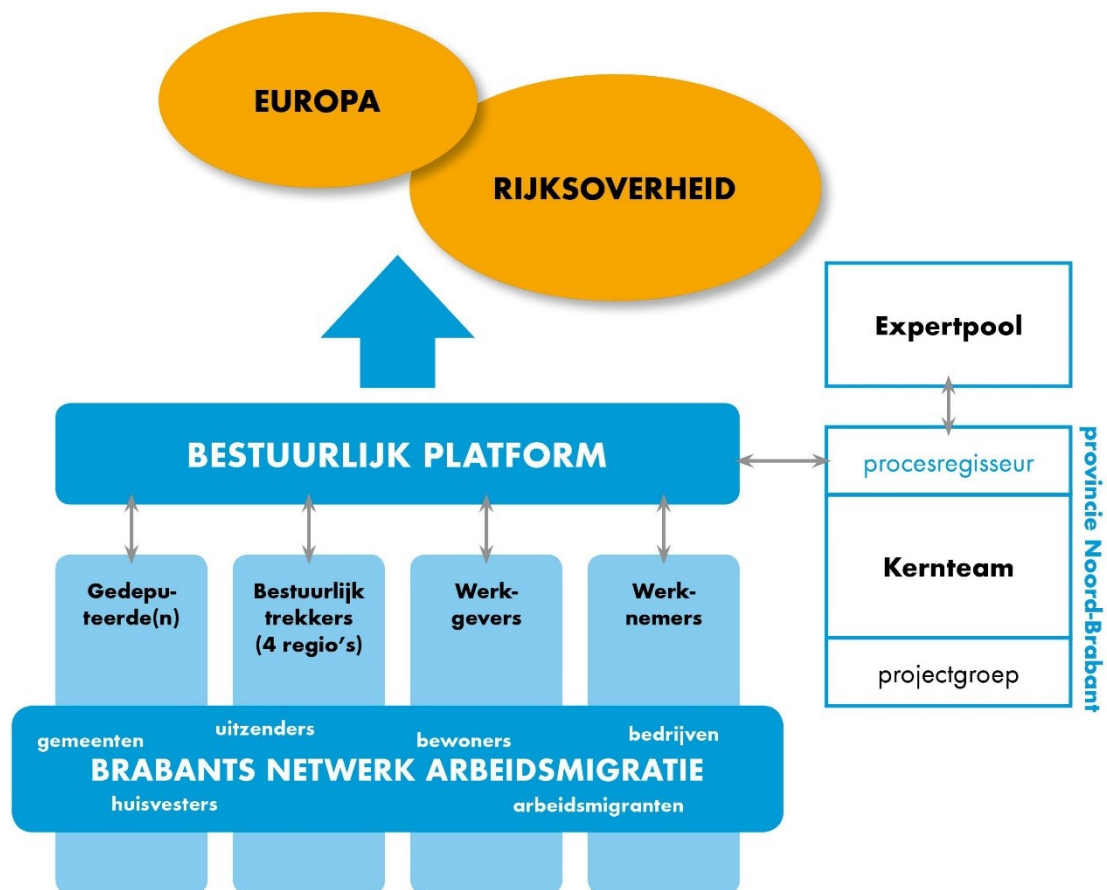 EUROPA
RIJKSOVERHEID
Expertpool
BESTUURLIJK PLATFORM
procesregisseur
Kernteam
projectgroep
provincie Noord-Brabant
Gedepu-
teerde(n)
Bestuurlijk
trekkers
(4 regio's)
Werk-
gevers
Werk-
nemers
gemeenten
uitzenders
bewoners
bedrijven
BRABANTS NETWERK ARBEIDSMIGRATIE
huisvesters
arbeidsmigranten